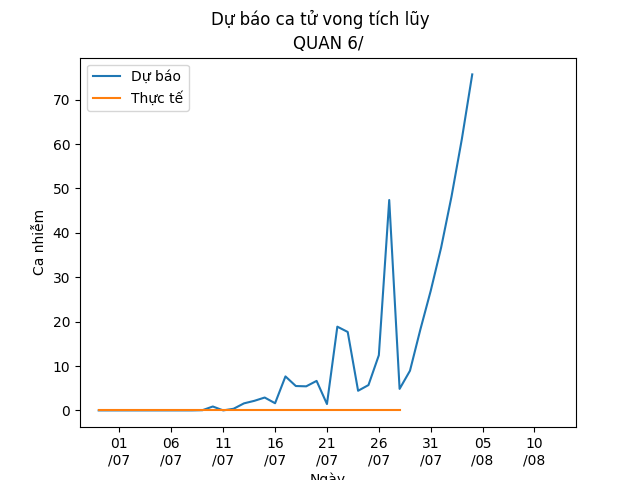 Dự báo ca tử vong tích lũy
QUAN 6/
Dự báo
Thực tế
Ca nhiễm
70
60
50
40
30
20
10
0
01 06 11 16 21 26 31 05 10
/07 /07 /07 /07 /07 /07 /07 /08 /08
Ngày